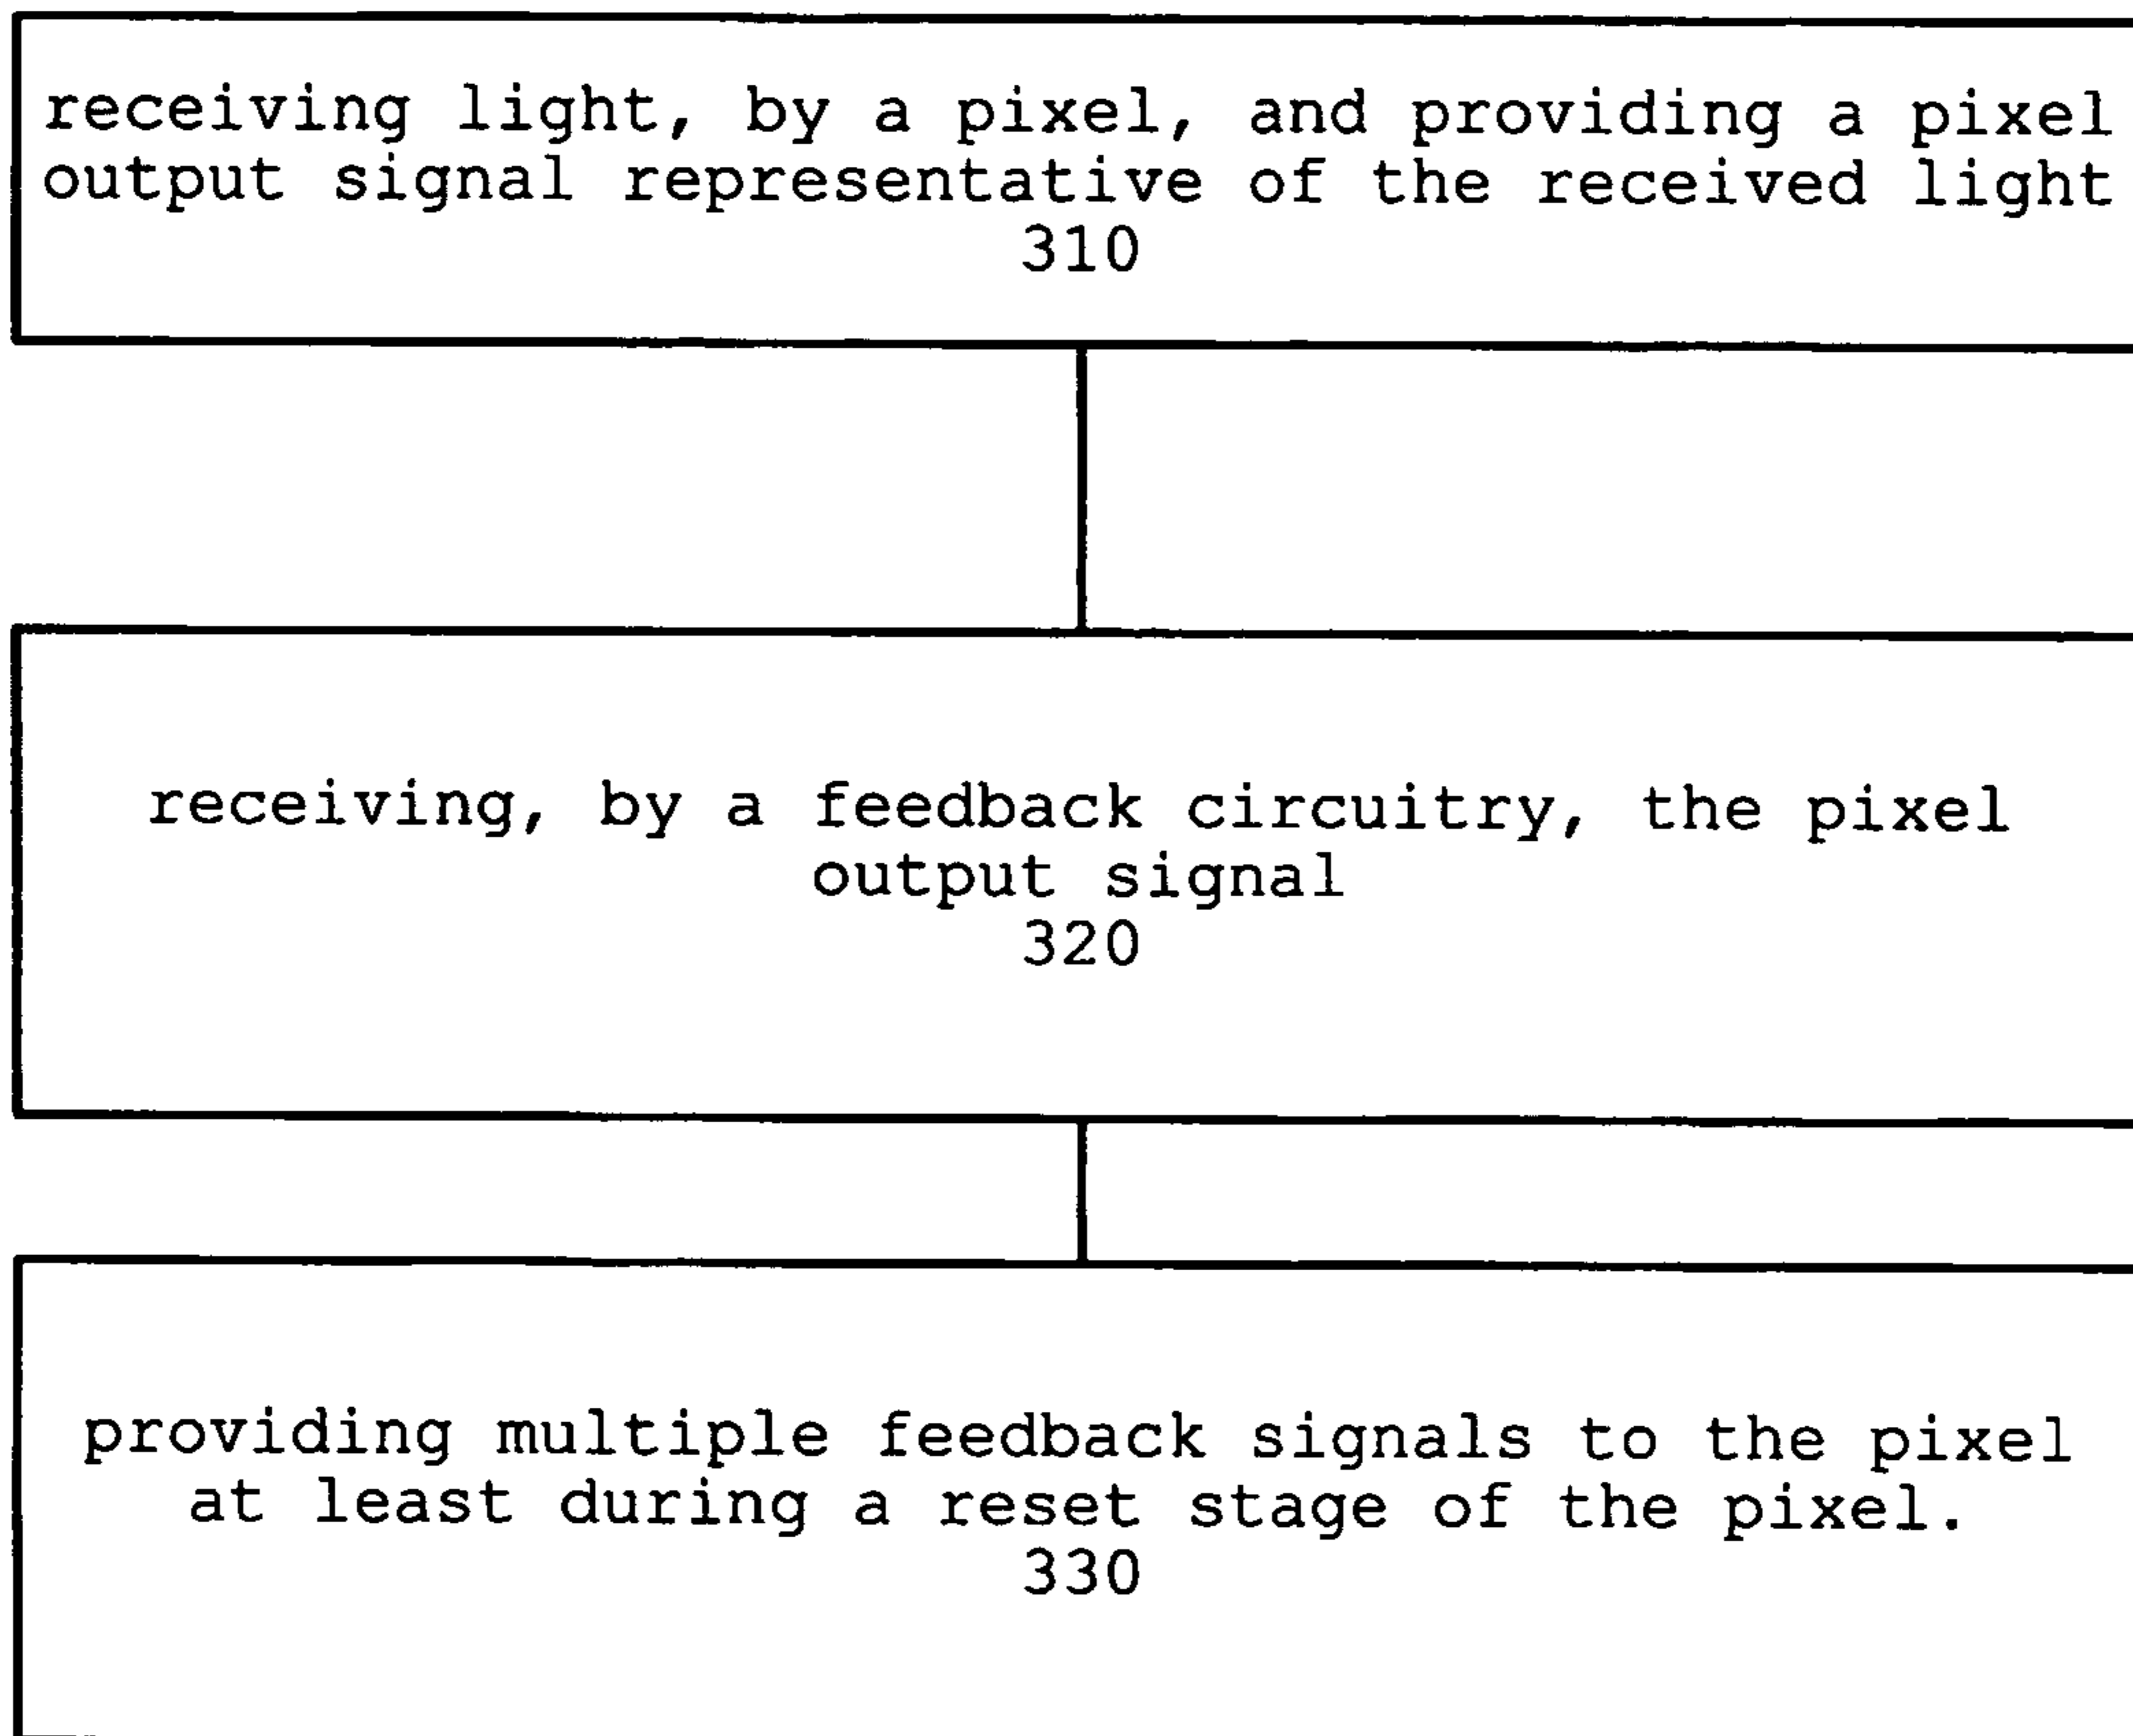 receiving light, by a pixel, and providing a pixel
output signal representative of the received light
310
receiving, by a feedback circuitry, the pixel
output signal
320
providing multiple feedback signals to the pixel
at least during a reset stage of the pixel.
330